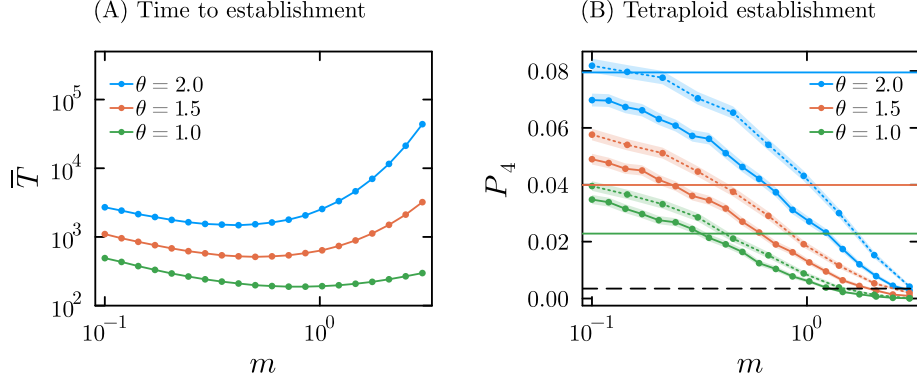 (A) Time to establishment
T̅
10^5
10^4
10^3
10^2
θ = 2.0
θ = 1.5
θ = 1.0
10^−1
10^0
m
(B) Tetraploid establishment
P_4
0.08
0.06
0.04
0.02
0.00
θ = 2.0
θ = 1.5
θ = 1.0
10^−1
10^0
m